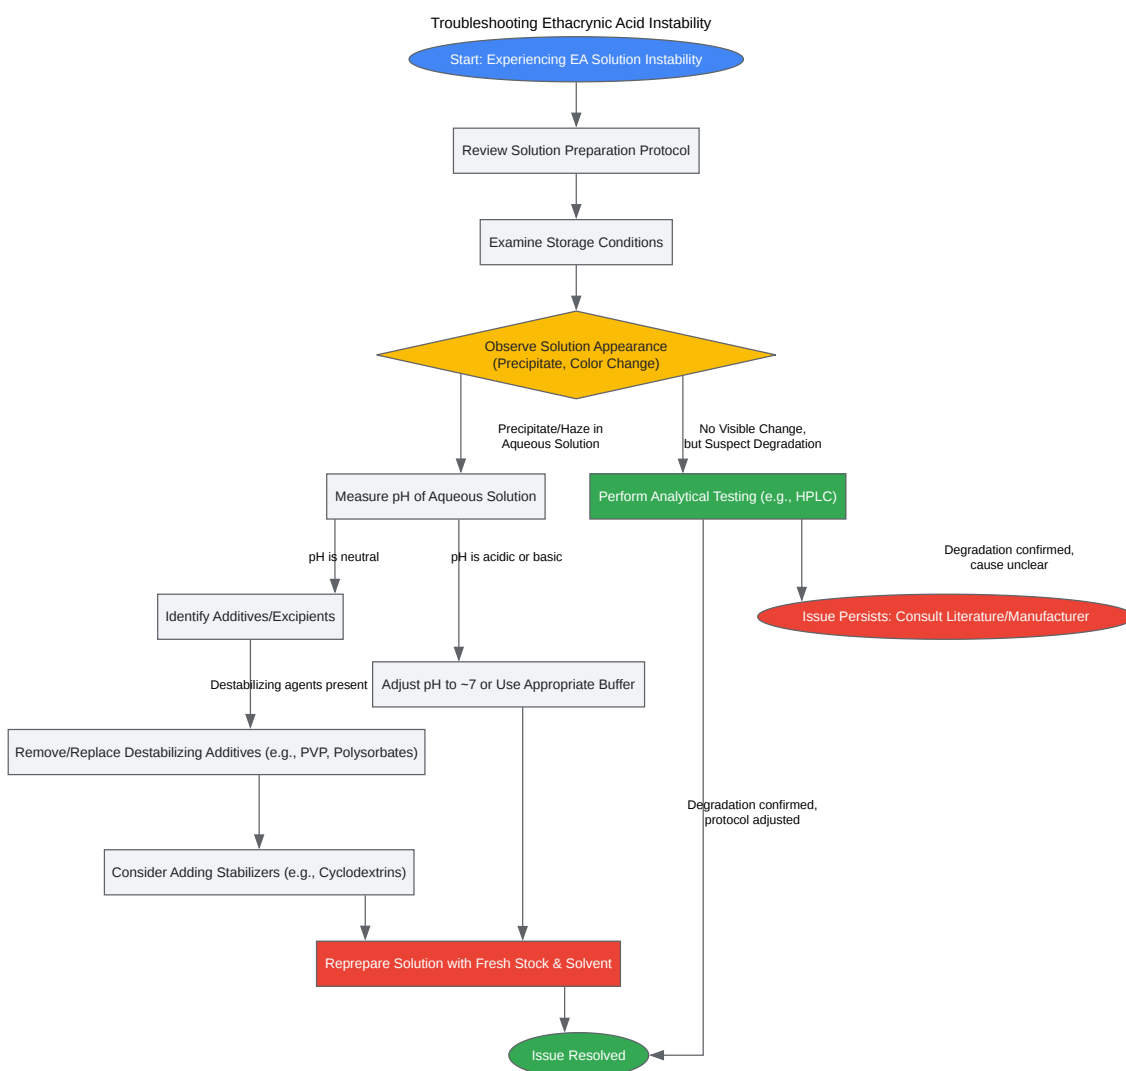 Troubleshooting Ethacrynic Acid Instability
Start: Experiencing EA Solution Instability
Review Solution Preparation Protocol
Examine Storage Conditions
Observe Solution Appearance
(Precipitate, Color Change)
Precipitate/Haze in
Aqueous Solution
No Visible Change,
but Suspect Degradation
Measure pH of Aqueous Solution
Perform Analytical Testing (e.g., HPLC)
pH is neutral
pH is acidic or basic
Degradation confirmed,
cause unclear
Identify Additives/Excipients
Issue Persists: Consult Literature/Manufacturer
Destabilizing agents present
Adjust pH to ~7 or Use Appropriate Buffer
Remove/Replace Destabilizing Additives (e.g., PVP, Polysorbates)
Degradation confirmed,
protocol adjusted
Consider Adding Stabilizers (e.g., Cyclodextrins)
Reprepare Solution with Fresh Stock & Solvent
Issue Resolved